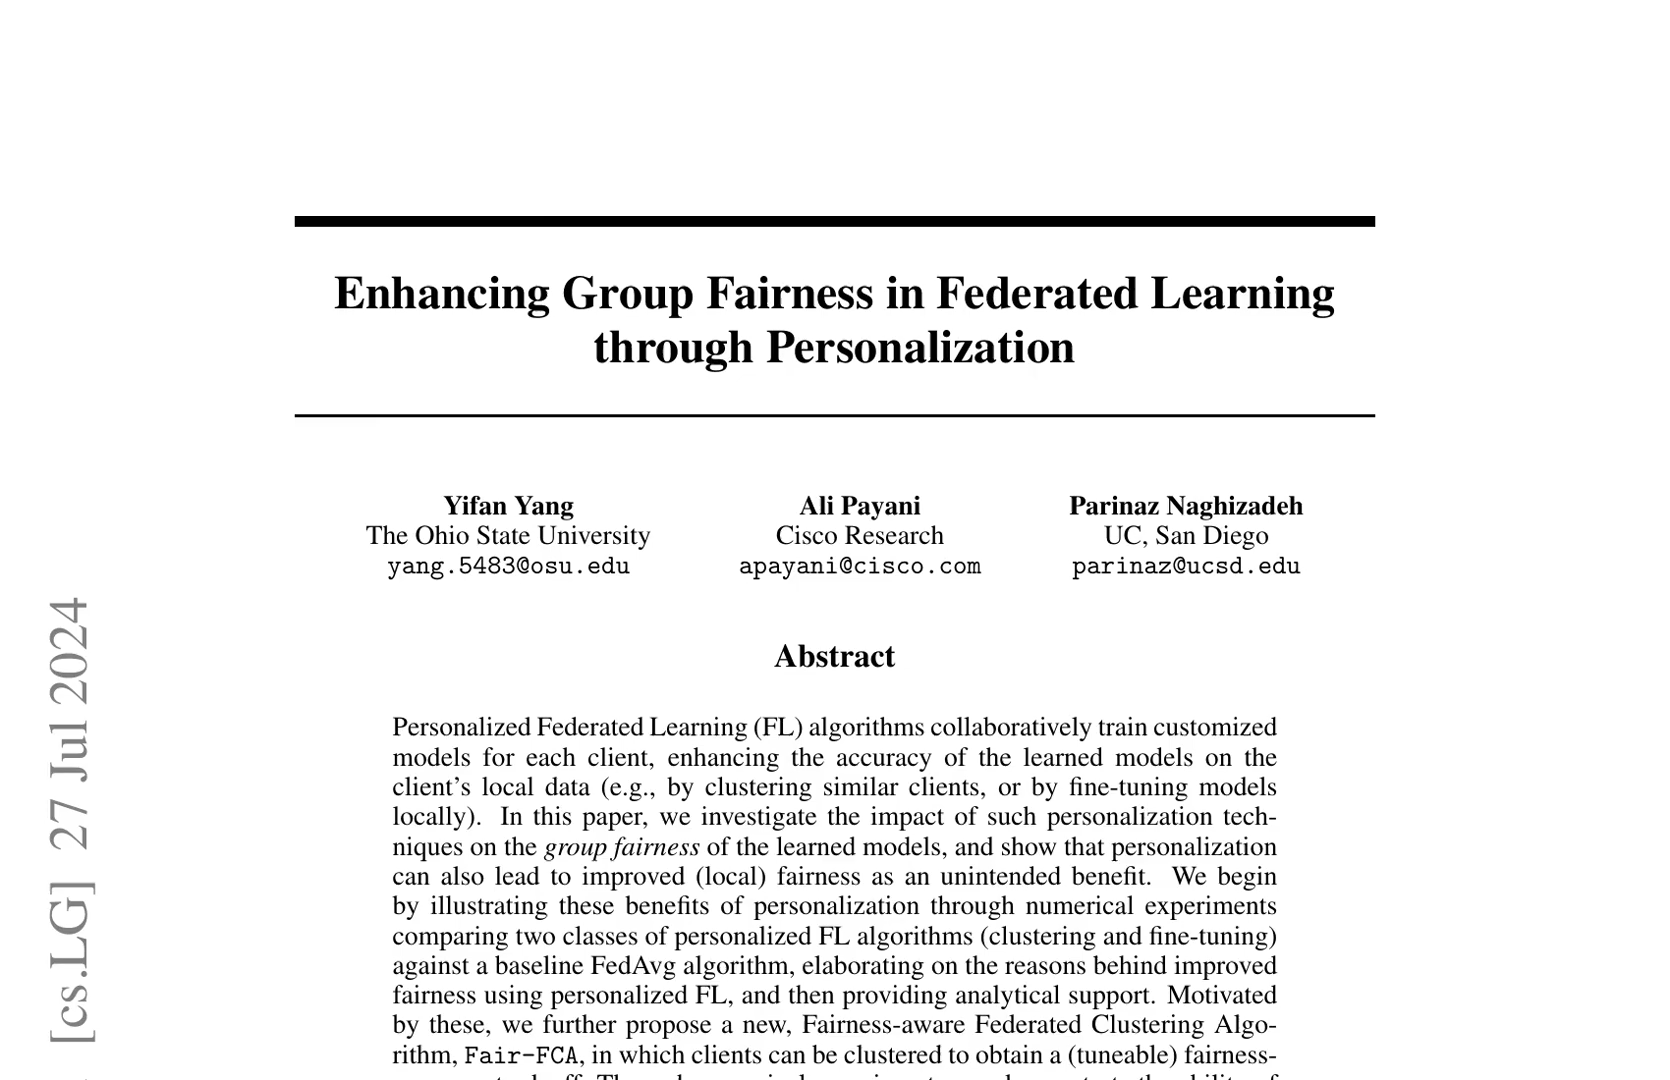 Enhancing Group Fairness in Federated Learning
through Personalization
Yifan Yang
The Ohio State University
yang.5483@osu.edu
Ali Payani
Cisco Research
apayani@cisco.com
Parinaz Naghizadeh
UC, San Diego
parinaz@ucsd.edu
Abstract
Personalized Federated Learning (FL) algorithms collaboratively train customized
models for each client, enhancing the accuracy of the learned models on the
client's local data (e.g., by clustering similar clients, or by fine-tuning models
locally). In this paper, we investigate the impact of such personalization tech-
niques on the group fairness of the learned models, and show that personalization
can also lead to improved (local) fairness as an unintended benefit. We begin
by illustrating these benefits of personalization through numerical experiments
comparing two classes of personalized FL algorithms (clustering and fine-tuning)
against a baseline FedAvg algorithm, elaborating on the reasons behind improved
fairness using personalized FL, and then providing analytical support. Motivated
by these, we further propose a new, Fairness-aware Federated Clustering Algo-
rithm, Fair-FCA, in which clients can be clustered to obtain a (tuneable) fairness-
[cs.LG] 27 Jul 2024